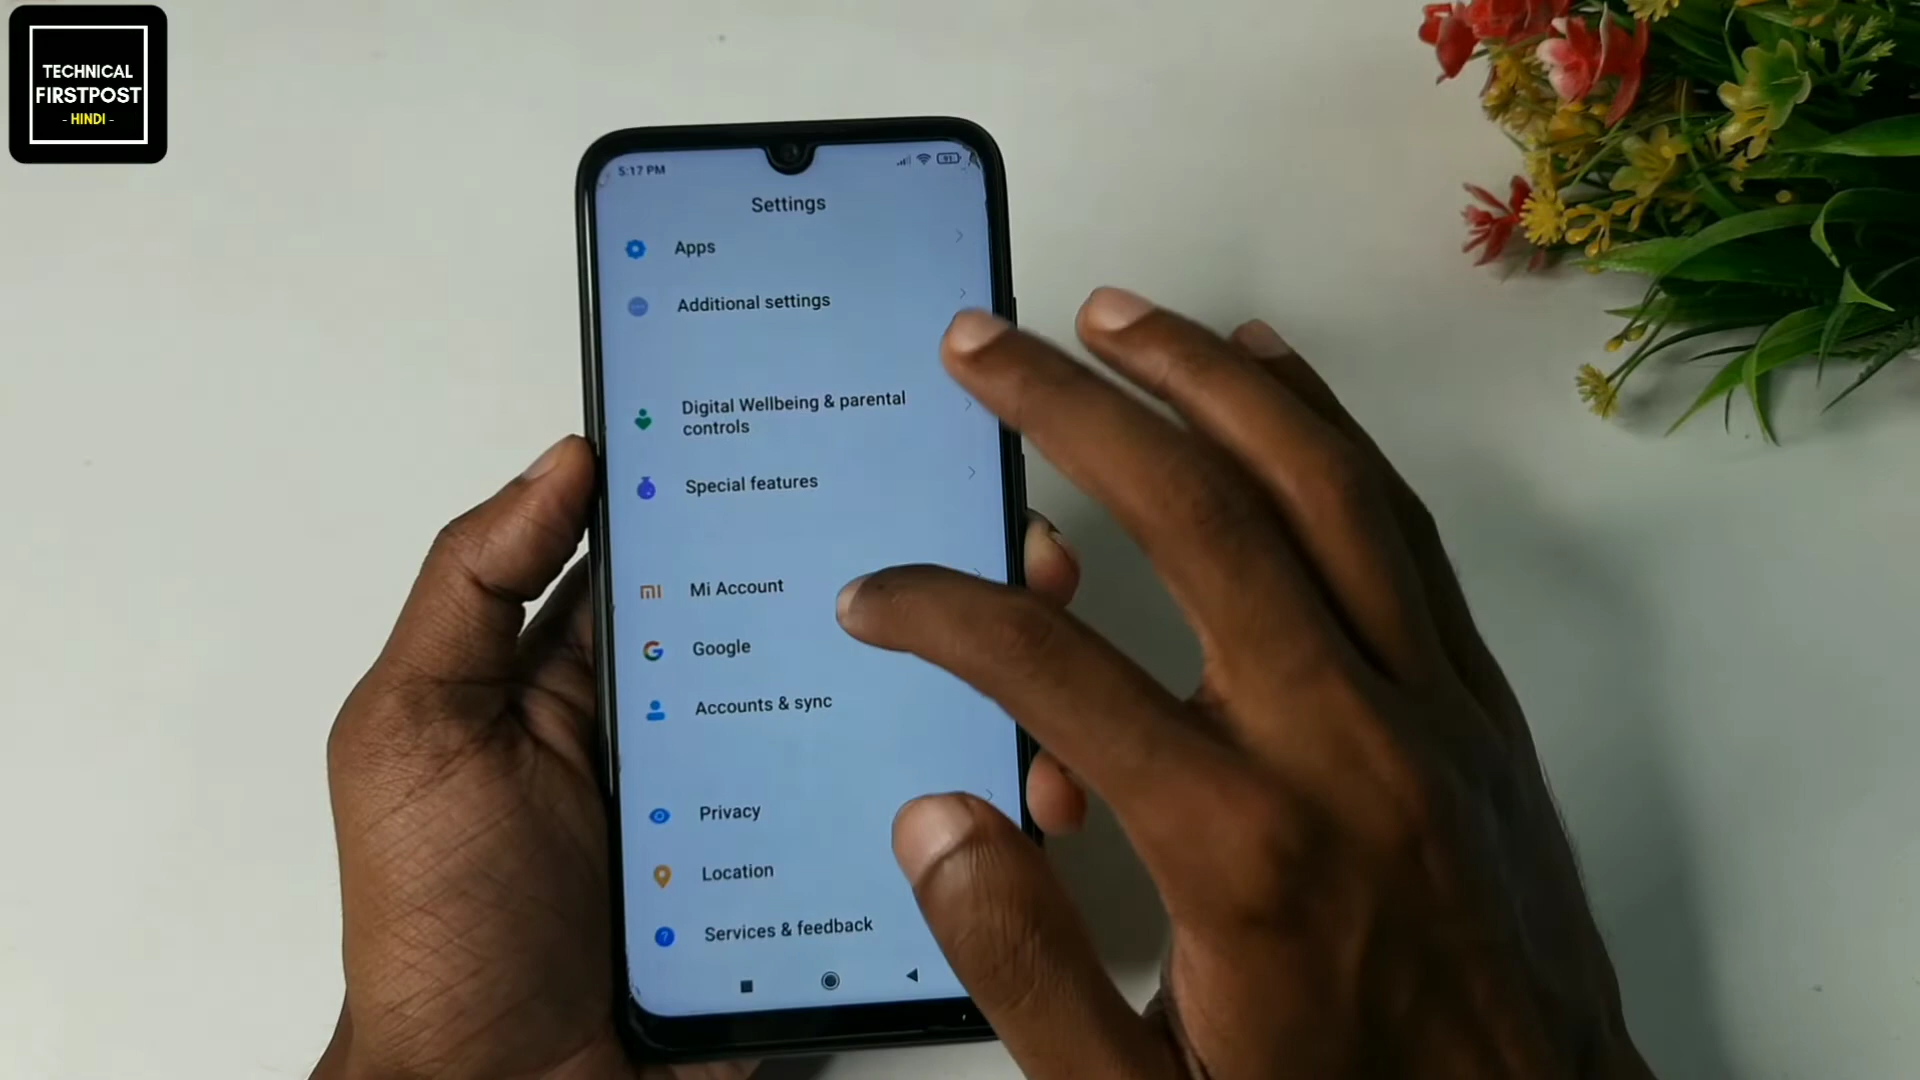 TECHNICAL
FIRSTPOST
- HINDI -
5:17 PM
91
Settings
Apps
Additional settings
Digital Wellbeing & parental
controls
Special features
Mi Account
Google
Accounts & sync
Privacy
Location
Services & feedback